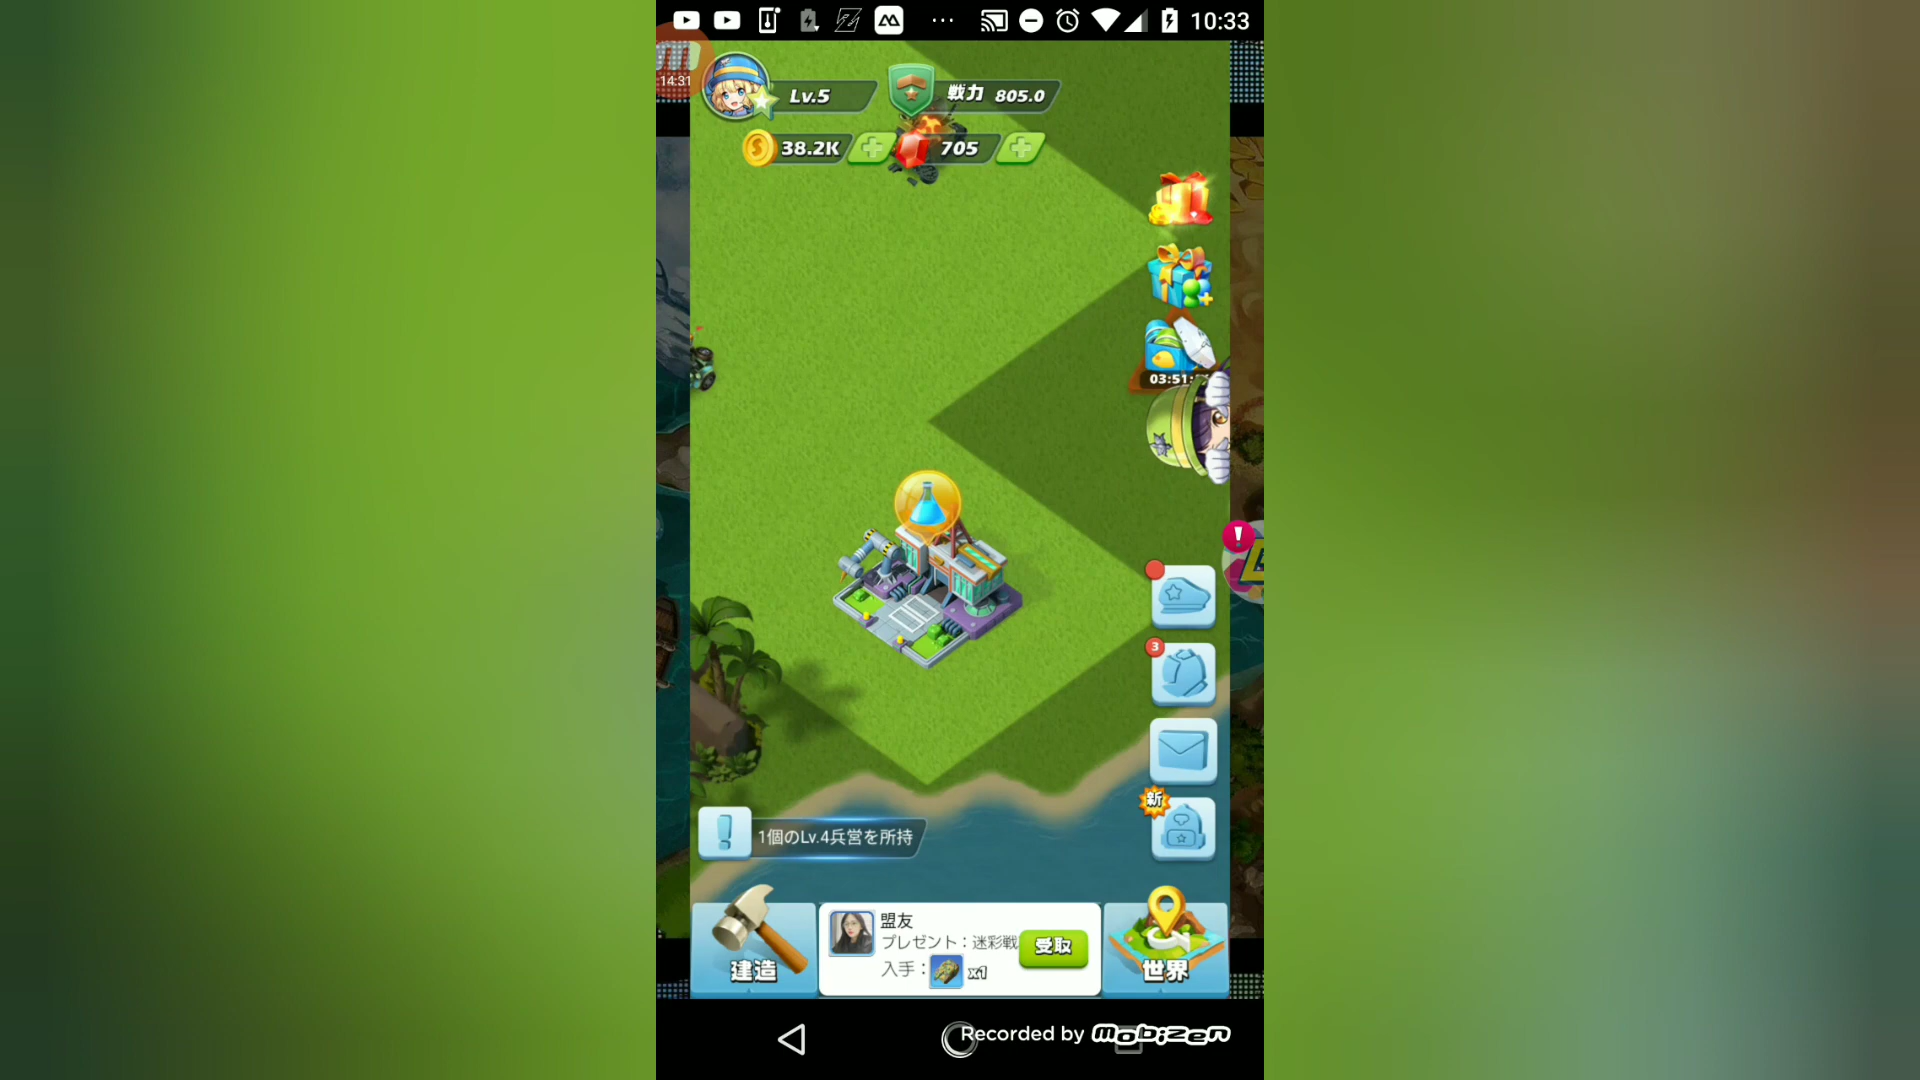 10:33
14:31
Lv.5
戦力 805.0
38.2K
705
03:51:
3
新
1個のLv.4兵営を所持
盟友
プレゼント：迷彩戦
受取
入手： x1
建造
世界
Recorded by mobizen